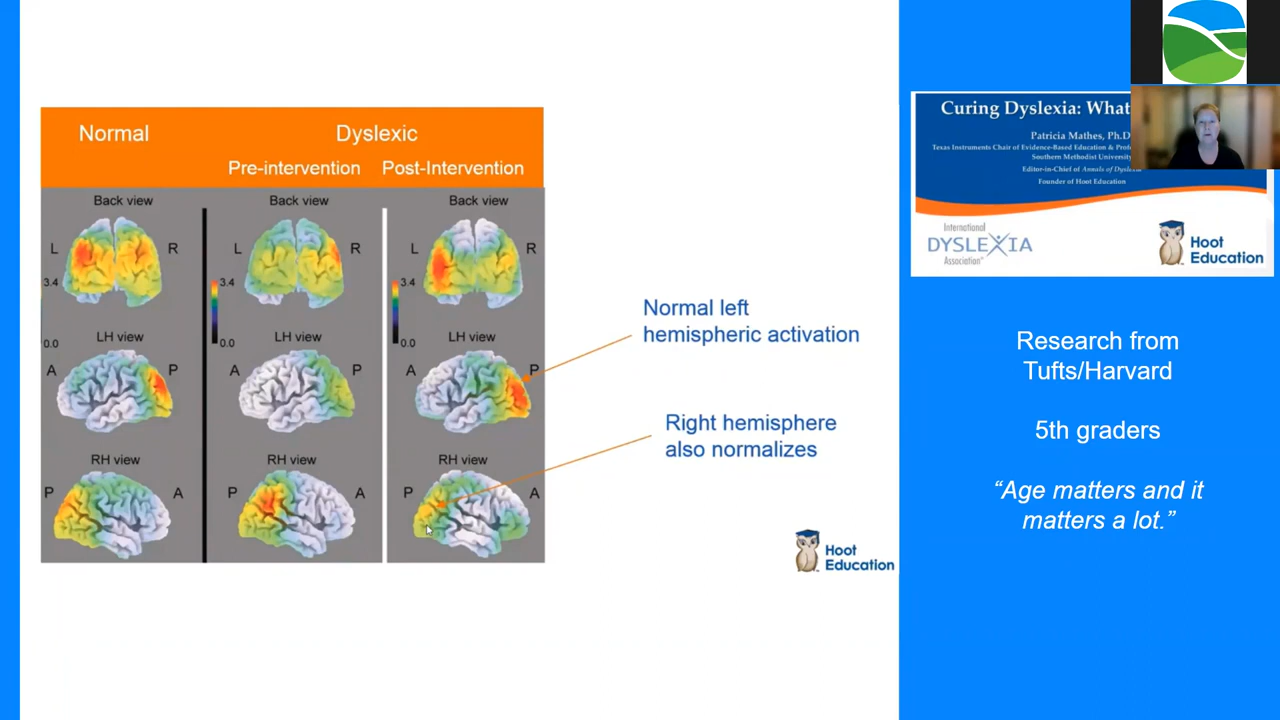 Normal
Dyslexic
Pre-intervention
Post-Intervention
Back view
Back view
Back view
L
R
L
R
L
R
3.4
3.4
3.4
0.0
0.0
0.0
LH view
LH view
LH view
A
P
A
P
A
P
RH view
RH view
RH view
P
A
P
A
P
A
Normal left
hemispheric activation
Right hemisphere
also normalizes
Hoot
Education
Curing Dyslexia: What
Patricia Mathes, Ph.D
Texas Instruments Chair of Evidence-Based Education &
Southern Methodist University
Editor-in-Chief of Annals of
Founder of Hoot Education
International
DYSLEXIA
Association
Hoot
Education
Research from
Tufts/Harvard
5th graders
“Age matters and it
matters a lot.”